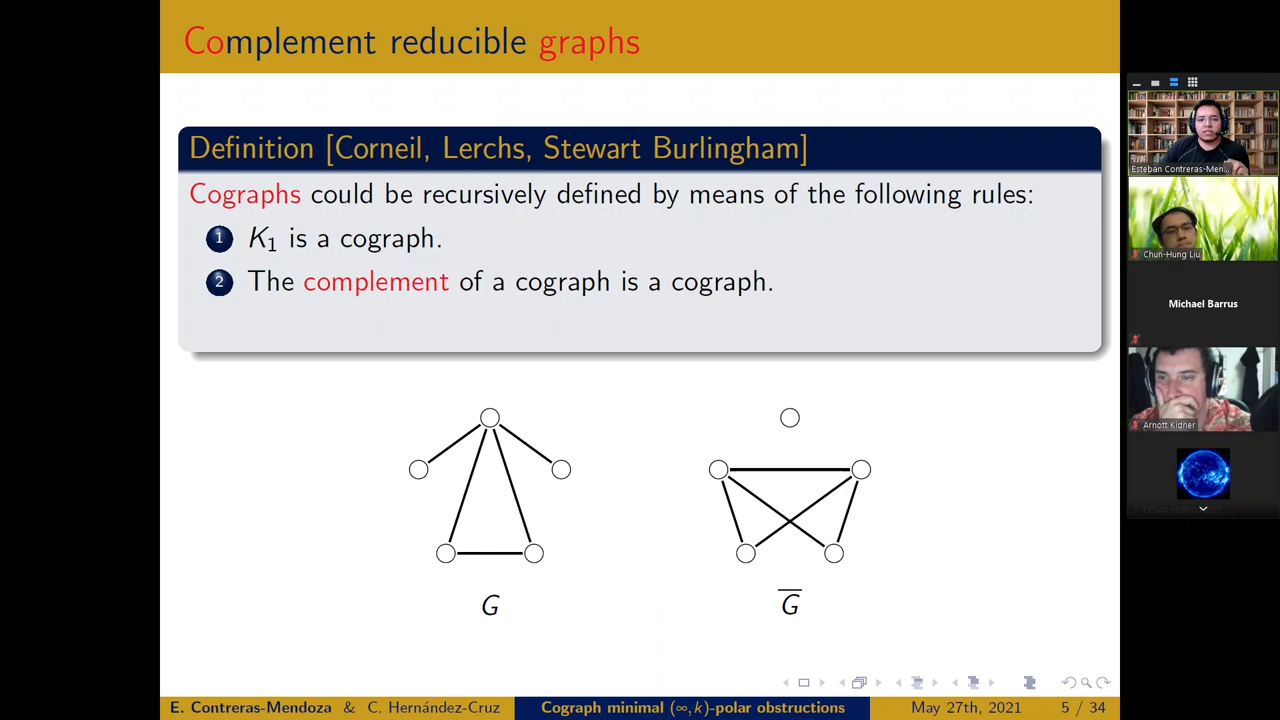 Complement reducible graphs
Definition [Corneil, Lerchs, Stewart Burlingham]
Cographs could be recursively defined by means of the following rules:
1 K₁ is a cograph.
2 The complement of a cograph is a cograph.
G
G̅
E. Contreras-Mendoza & C. Hernández-Cruz
Cograph minimal (∞, k)-polar obstructions
May 27th, 2021
5 / 34
Esteban Contreras-Men...
Chun-Hung Liu
Michael Barrus
Arnott Kidner